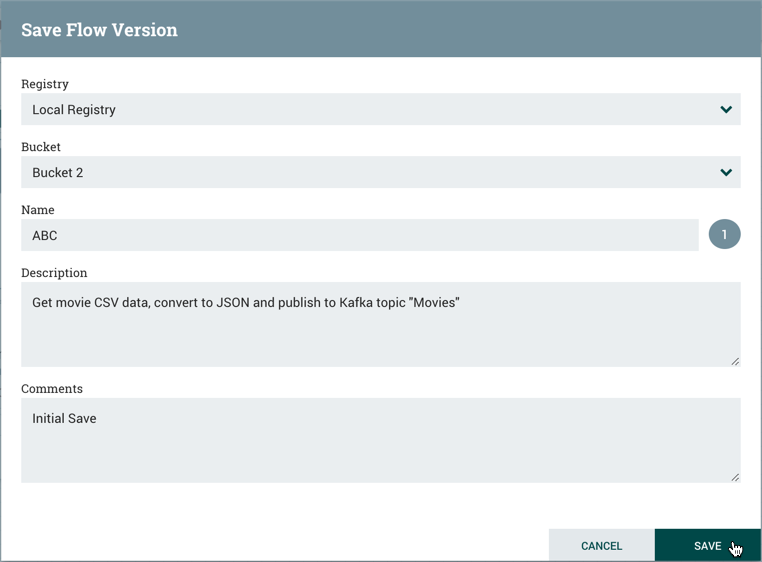 Save Flow Version
Registry
Local Registry
Bucket
Bucket 2
Name
ABC
1
Description
Get movie CSV data, convert to JSON and publish to Kafka topic "Movies"
Comments
Initial Save
CANCEL
SAVE